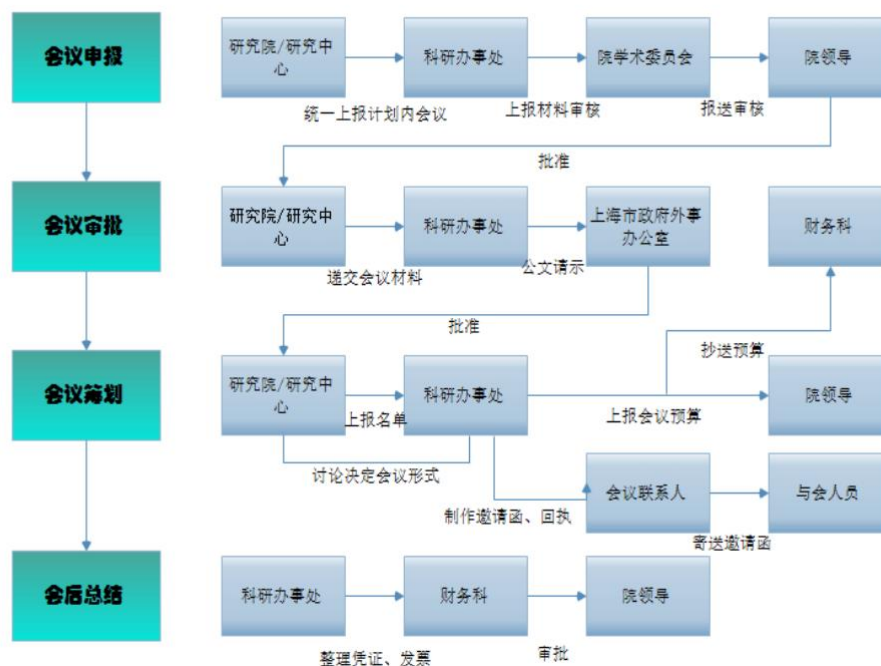 会议申报
研究院/研究中
心
科研办事处
院学术委员会
院领导
统一上报计划内会议
上报材料审核
报送审核
批准
会议审批
研究院/研究中
心
科研办事处
上海市政府外事
办公室
财务科
递交会议材料
公文请示
批准
抄送预算
会议筹划
研究院/研究中
心
科研办事处
院领导
上报名单
上报会议预算
讨论决定会议形式
会议联系人
与会人员
制作邀请函、回执
寄送邀请函
会后总结
科研办事处
财务科
院领导
整理凭证、发票
审批